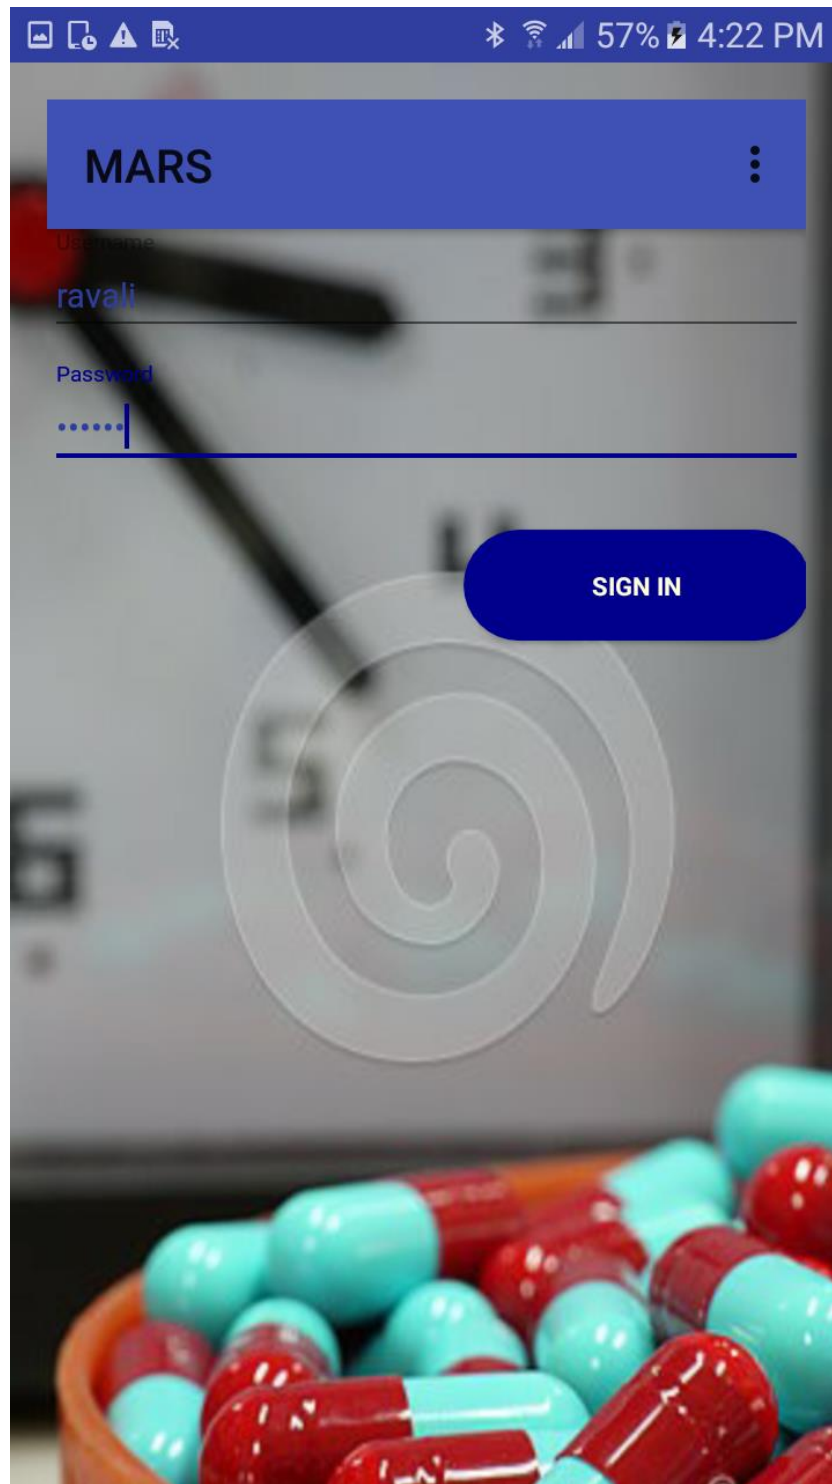 57% 4:22 PM
MARS
Username
ravali
Password
••••••
SIGN IN